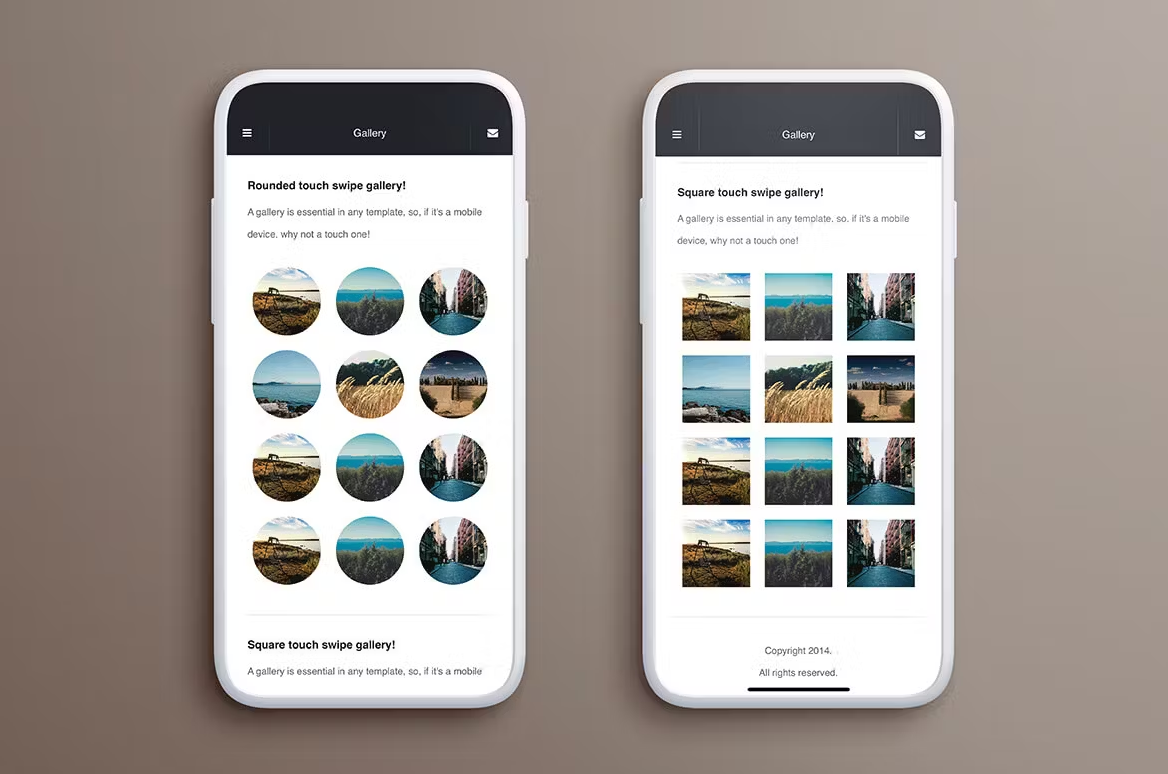 Gallery
Rounded touch swipe gallery!
A gallery is essential in any template, so, if it's a mobile
device. why not a touch one!
Square touch swipe gallery!
A gallery is essential in any template, so, if it's a mobile
Gallery
Square touch swipe gallery!
A gallery is essential in any template, so. if it's a mobile
device, why not a touch one!
Copyright 2014.
All rights reserved.